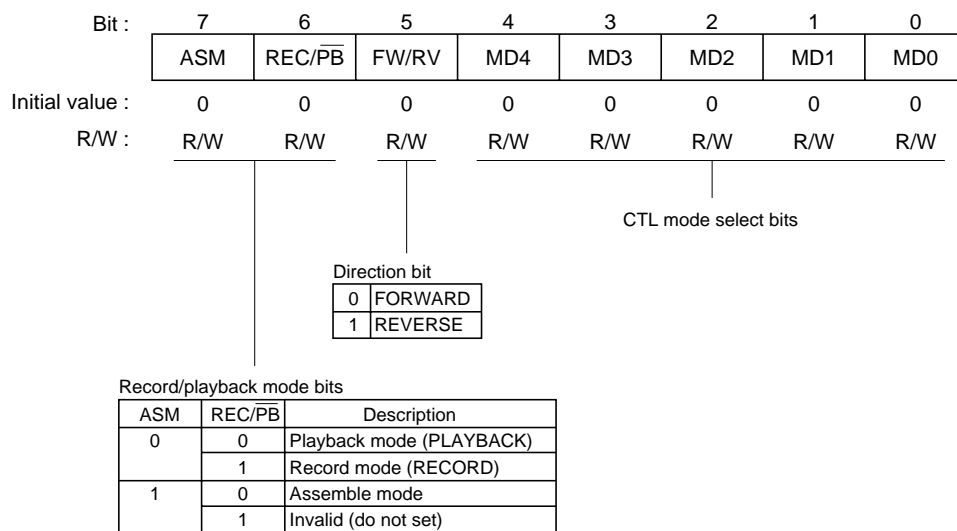 Bit : 7 6 5 4 3 2 1 0
ASM REC/P̅B̅ FW/RV MD4 MD3 MD2 MD1 MD0
Initial value : 0 0 0 0 0 0 0 0
R/W : R/W R/W R/W R/W R/W R/W R/W R/W
CTL mode select bits
Direction bit
0 FORWARD
1 REVERSE
Record/playback mode bits
ASM REC/P̅B̅ Description
0 0 Playback mode (PLAYBACK)
1 Record mode (RECORD)
1 0 Assemble mode
1 Invalid (do not set)